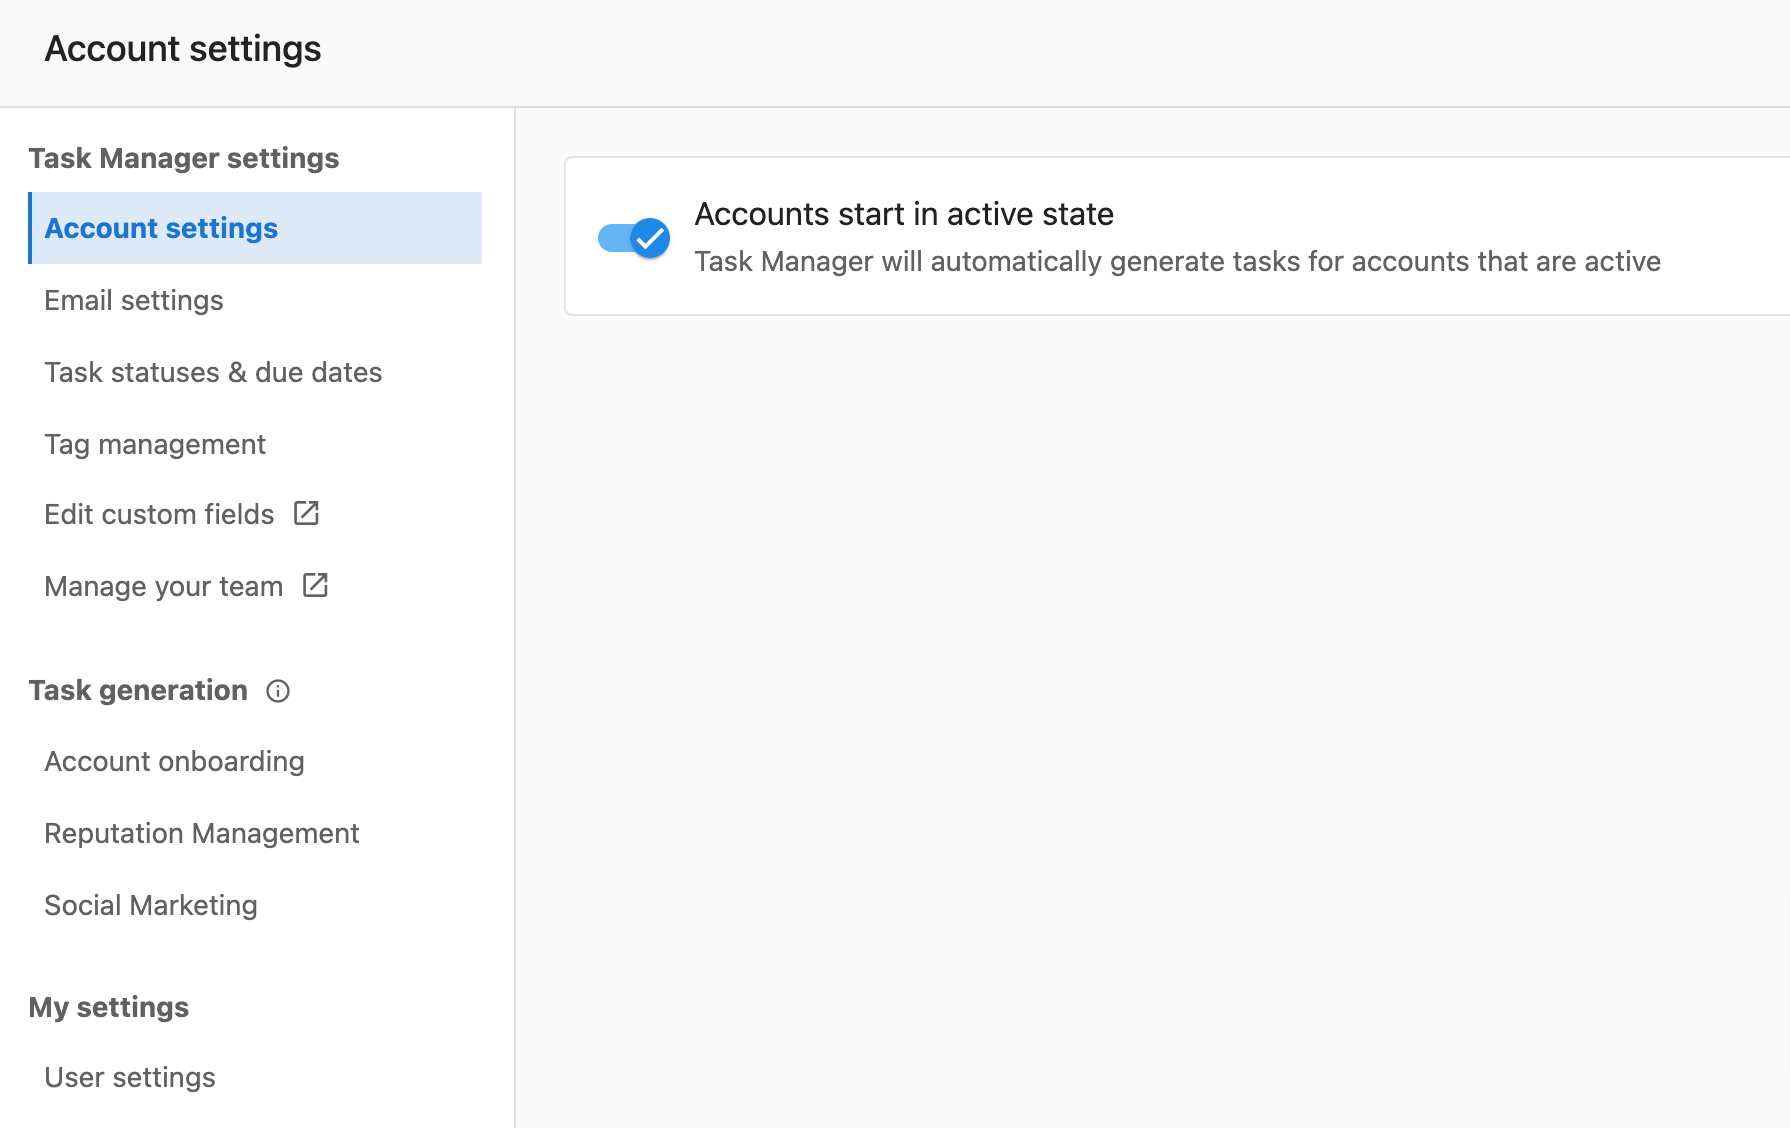 Account settings
Task Manager settings
Account settings
Email settings
Task statuses & due dates
Tag management
Edit custom fields
Manage your team
Task generation
Account onboarding
Reputation Management
Social Marketing
My settings
User settings
Accounts start in active state
Task Manager will automatically generate tasks for accounts that are active